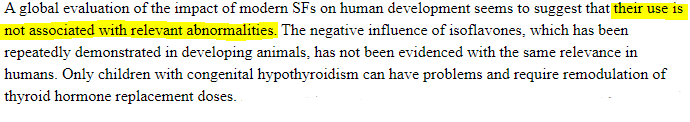 A global evaluation of the impact of modern SFs on human development seems to suggest that their use is
not associated with relevant abnormalities. The negative influence of isoflavones, which has been
repeatedly demonstrated in developing animals, has not been evidenced with the same relevance in
humans. Only children with congenital hypothyroidism can have problems and require remodulation of
thyroid hormone replacement doses.